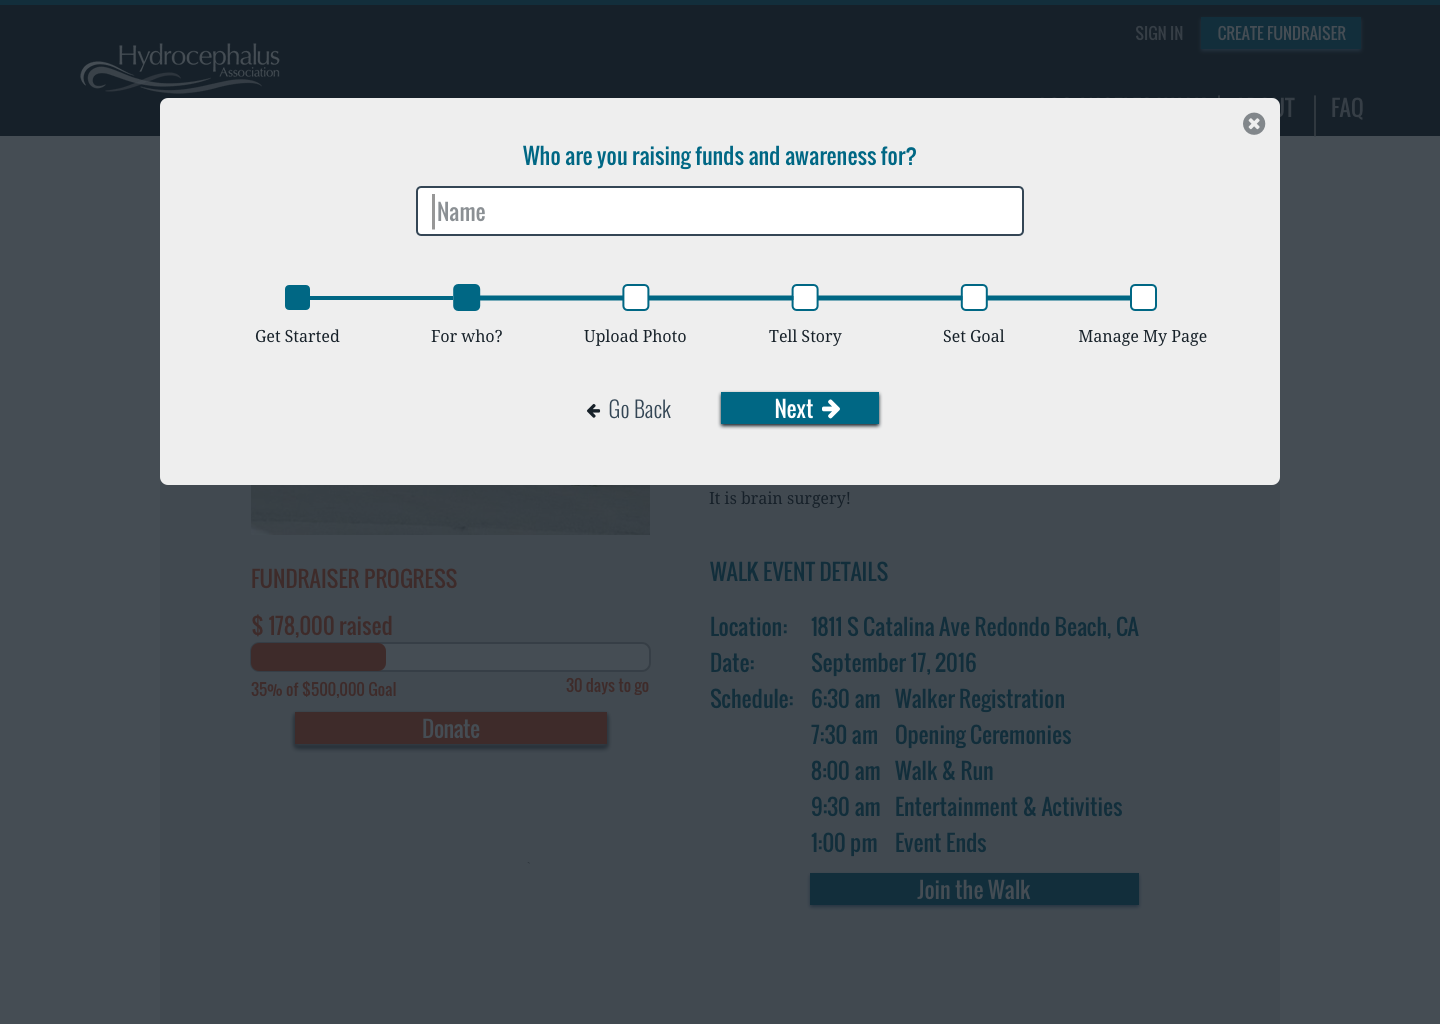 SIGN IN
CREATE FUNDRAISER
Hydrocephalus
Association
FAQ
Who are you raising funds and awareness for?
Name
Get Started
For who?
Upload Photo
Tell Story
Set Goal
Manage My Page
Go Back
Next
It is brain surgery!
FUNDRAISER PROGRESS
$ 178,000 raised
35% of $500,000 Goal
30 days to go
Donate
WALK EVENT DETAILS
Location: 1811 S Catalina Ave Redondo Beach, CA
Date: September 17, 2016
Schedule: 6:30 am Walker Registration
7:30 am Opening Ceremonies
8:00 am Walk & Run
9:30 am Entertainment & Activities
1:00 pm Event Ends
Join the Walk